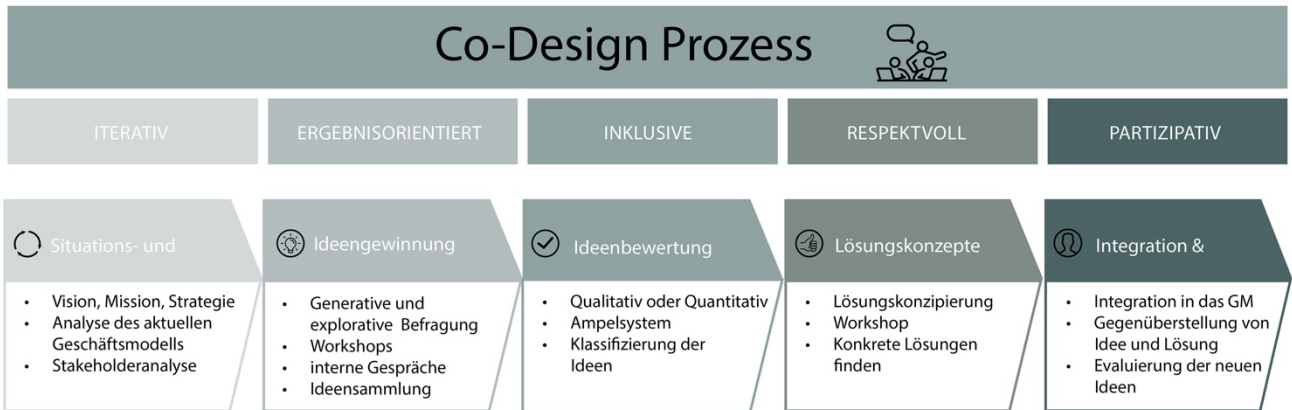 Co-Design Prozess
ITERATIV
ERGEBNISORIENTIERT
INKLUSIVE
RESPEKTVOLL
PARTIZIPATIV
Situations- und
• Vision, Mission, Strategie
• Analyse des aktuellen
Geschäftsmodells
• Stakeholderanalyse
Ideengewinnung
• Generative und
explorative Befragung
• Workshops
• interne Gespräche
• Ideensammlung
Ideenbewertung
• Qualitativ oder Quantitativ
• Ampelsystem
• Klassifizierung der
Ideen
Lösungskonzepte
• Lösungskonzipierung
• Workshop
• Konkrete Lösungen
finden
Integration &
• Integration in das GM
• Gegenüberstellung von
Idee und Lösung
• Evaluierung der neuen
Ideen